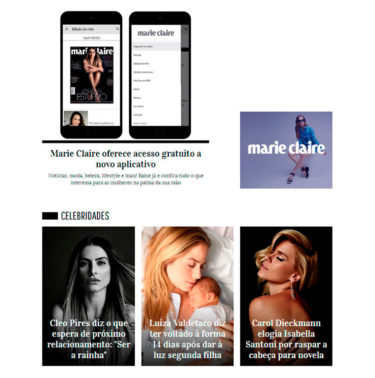 Edição do mês
marie claire
marie claire
Marie Claire oferece acesso gratuito a
novo aplicativo
Notícias, moda, beleza, lifestyle e mais! Baixe já e confira tudo o que
interessa para as mulheres na palma da sua mão
marie claire
CELEBRIDADES
Cleo Pires diz o que
espera de próximo
relacionamento: "Ser
a rainha"
Luiza Valdetaro diz
ter voltado à forma
14 dias após dar à
luz segunda filha
Carol Dieckmann
elogia Isabella
Santoni por raspar a
cabeça para novela